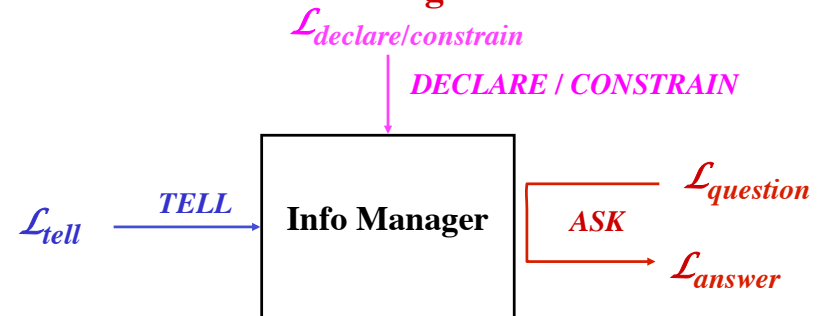 ℒdeclare/constrain
DECLARE / CONSTRAIN
ℒquestion
TELL
Info Manager
ASK
ℒtell
ℒanswer